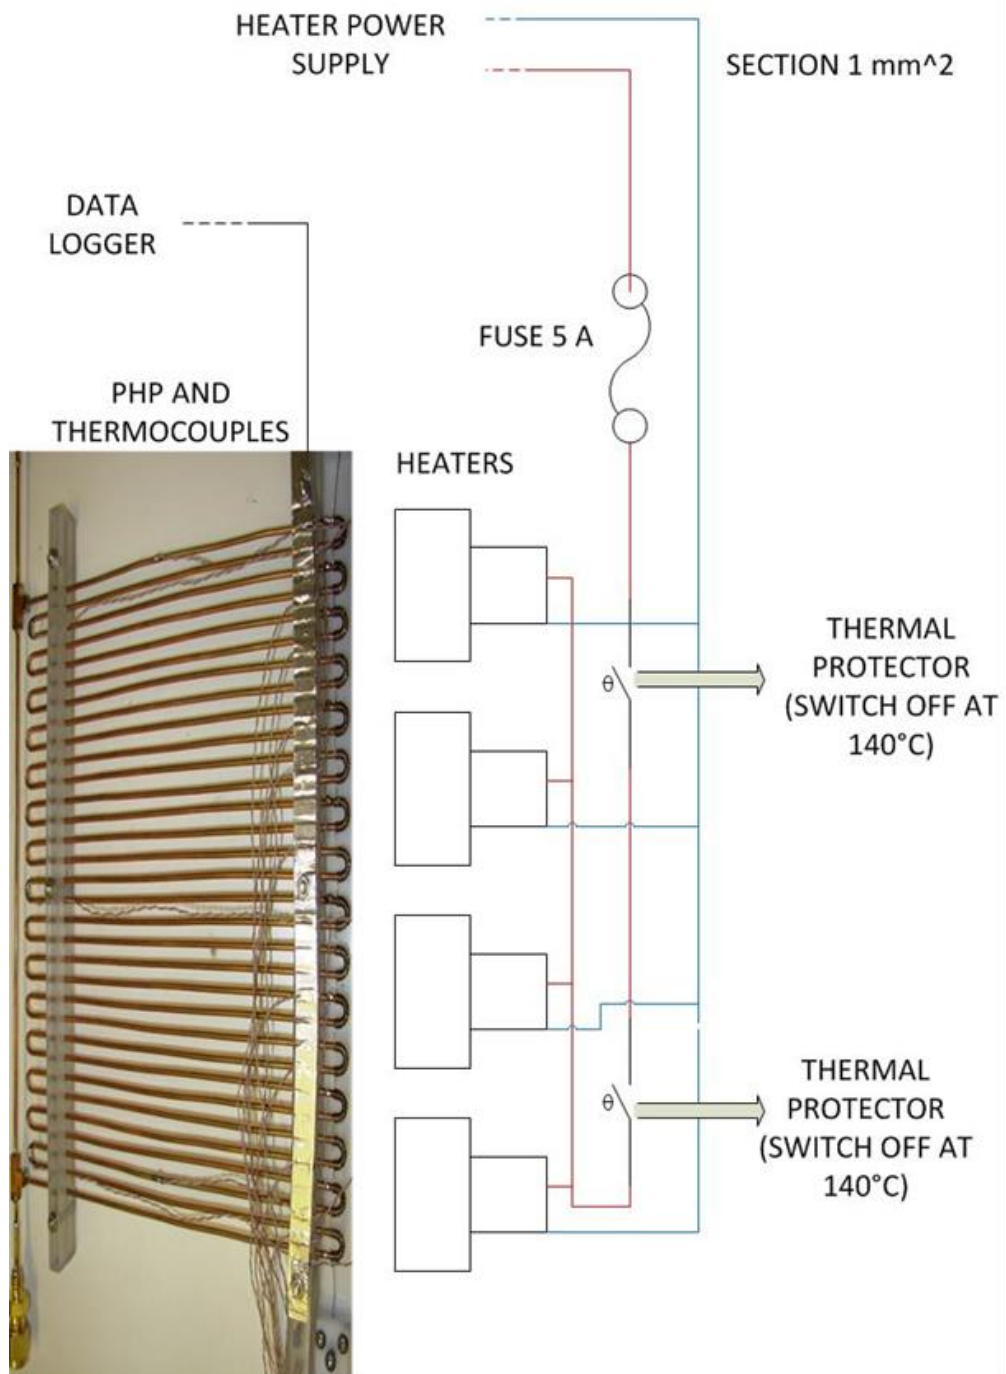 HEATER POWER
SUPPLY
SECTION 1 mm^2
DATA
LOGGER
FUSE 5 A
PHP AND
THERMOCOUPLES
HEATERS
θ
THERMAL
PROTECTOR
(SWITCH OFF AT
140°C)
θ
THERMAL
PROTECTOR
(SWITCH OFF AT
140°C)